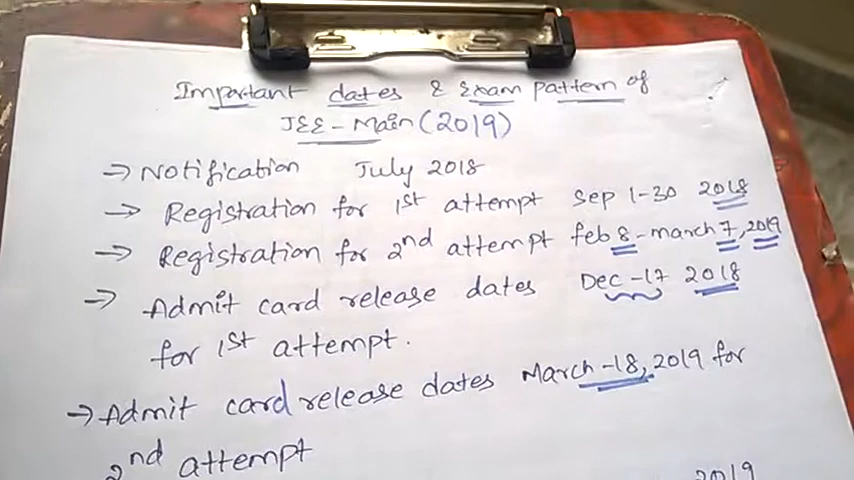 Important dates & Exam pattern of
JEE-Main (2019)
→ Notification July 2018
→ Registration for 1st attempt Sep 1-30 2018
→ Registration for 2nd attempt feb 8-march 7, 2019
→ Admit card release dates Dec-17 2018
for 1st attempt.
→ Admit card release dates March-18, 2019 for
2nd attempt
2019